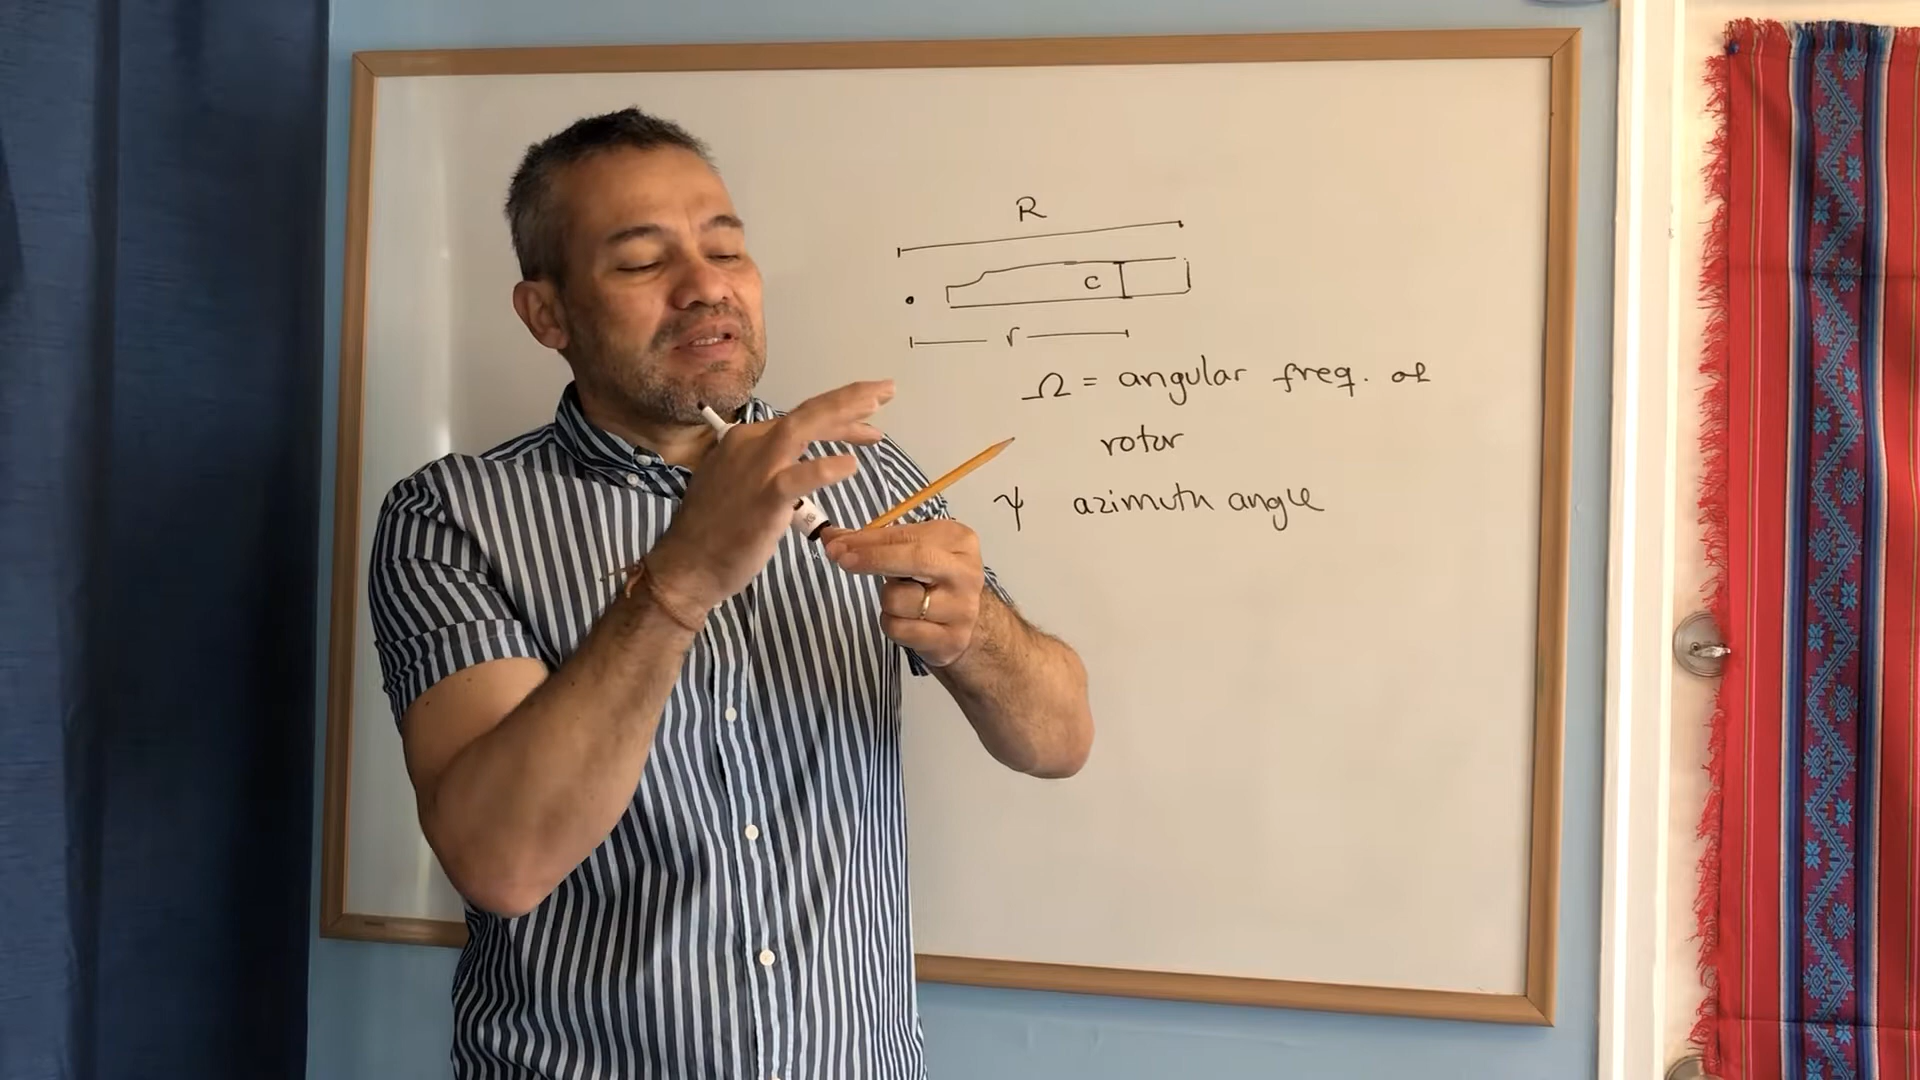 R
c
r
Ω = angular freq. of
rotor
ψ azimuth angle